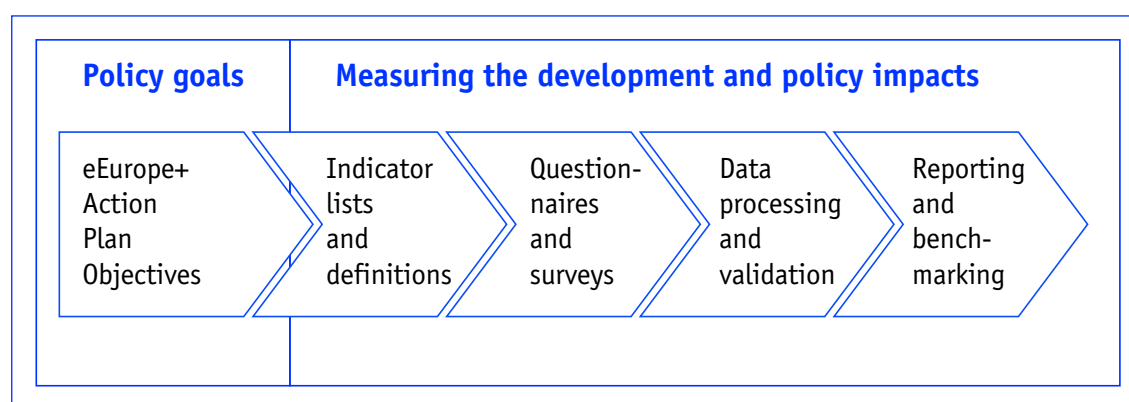 Policy goals
Measuring the development and policy impacts
eEurope+
Action
Plan
Objectives
Indicator
lists
and
definitions
Question-
naires
and
surveys
Data
processing
and
validation
Reporting
and
bench-
marking